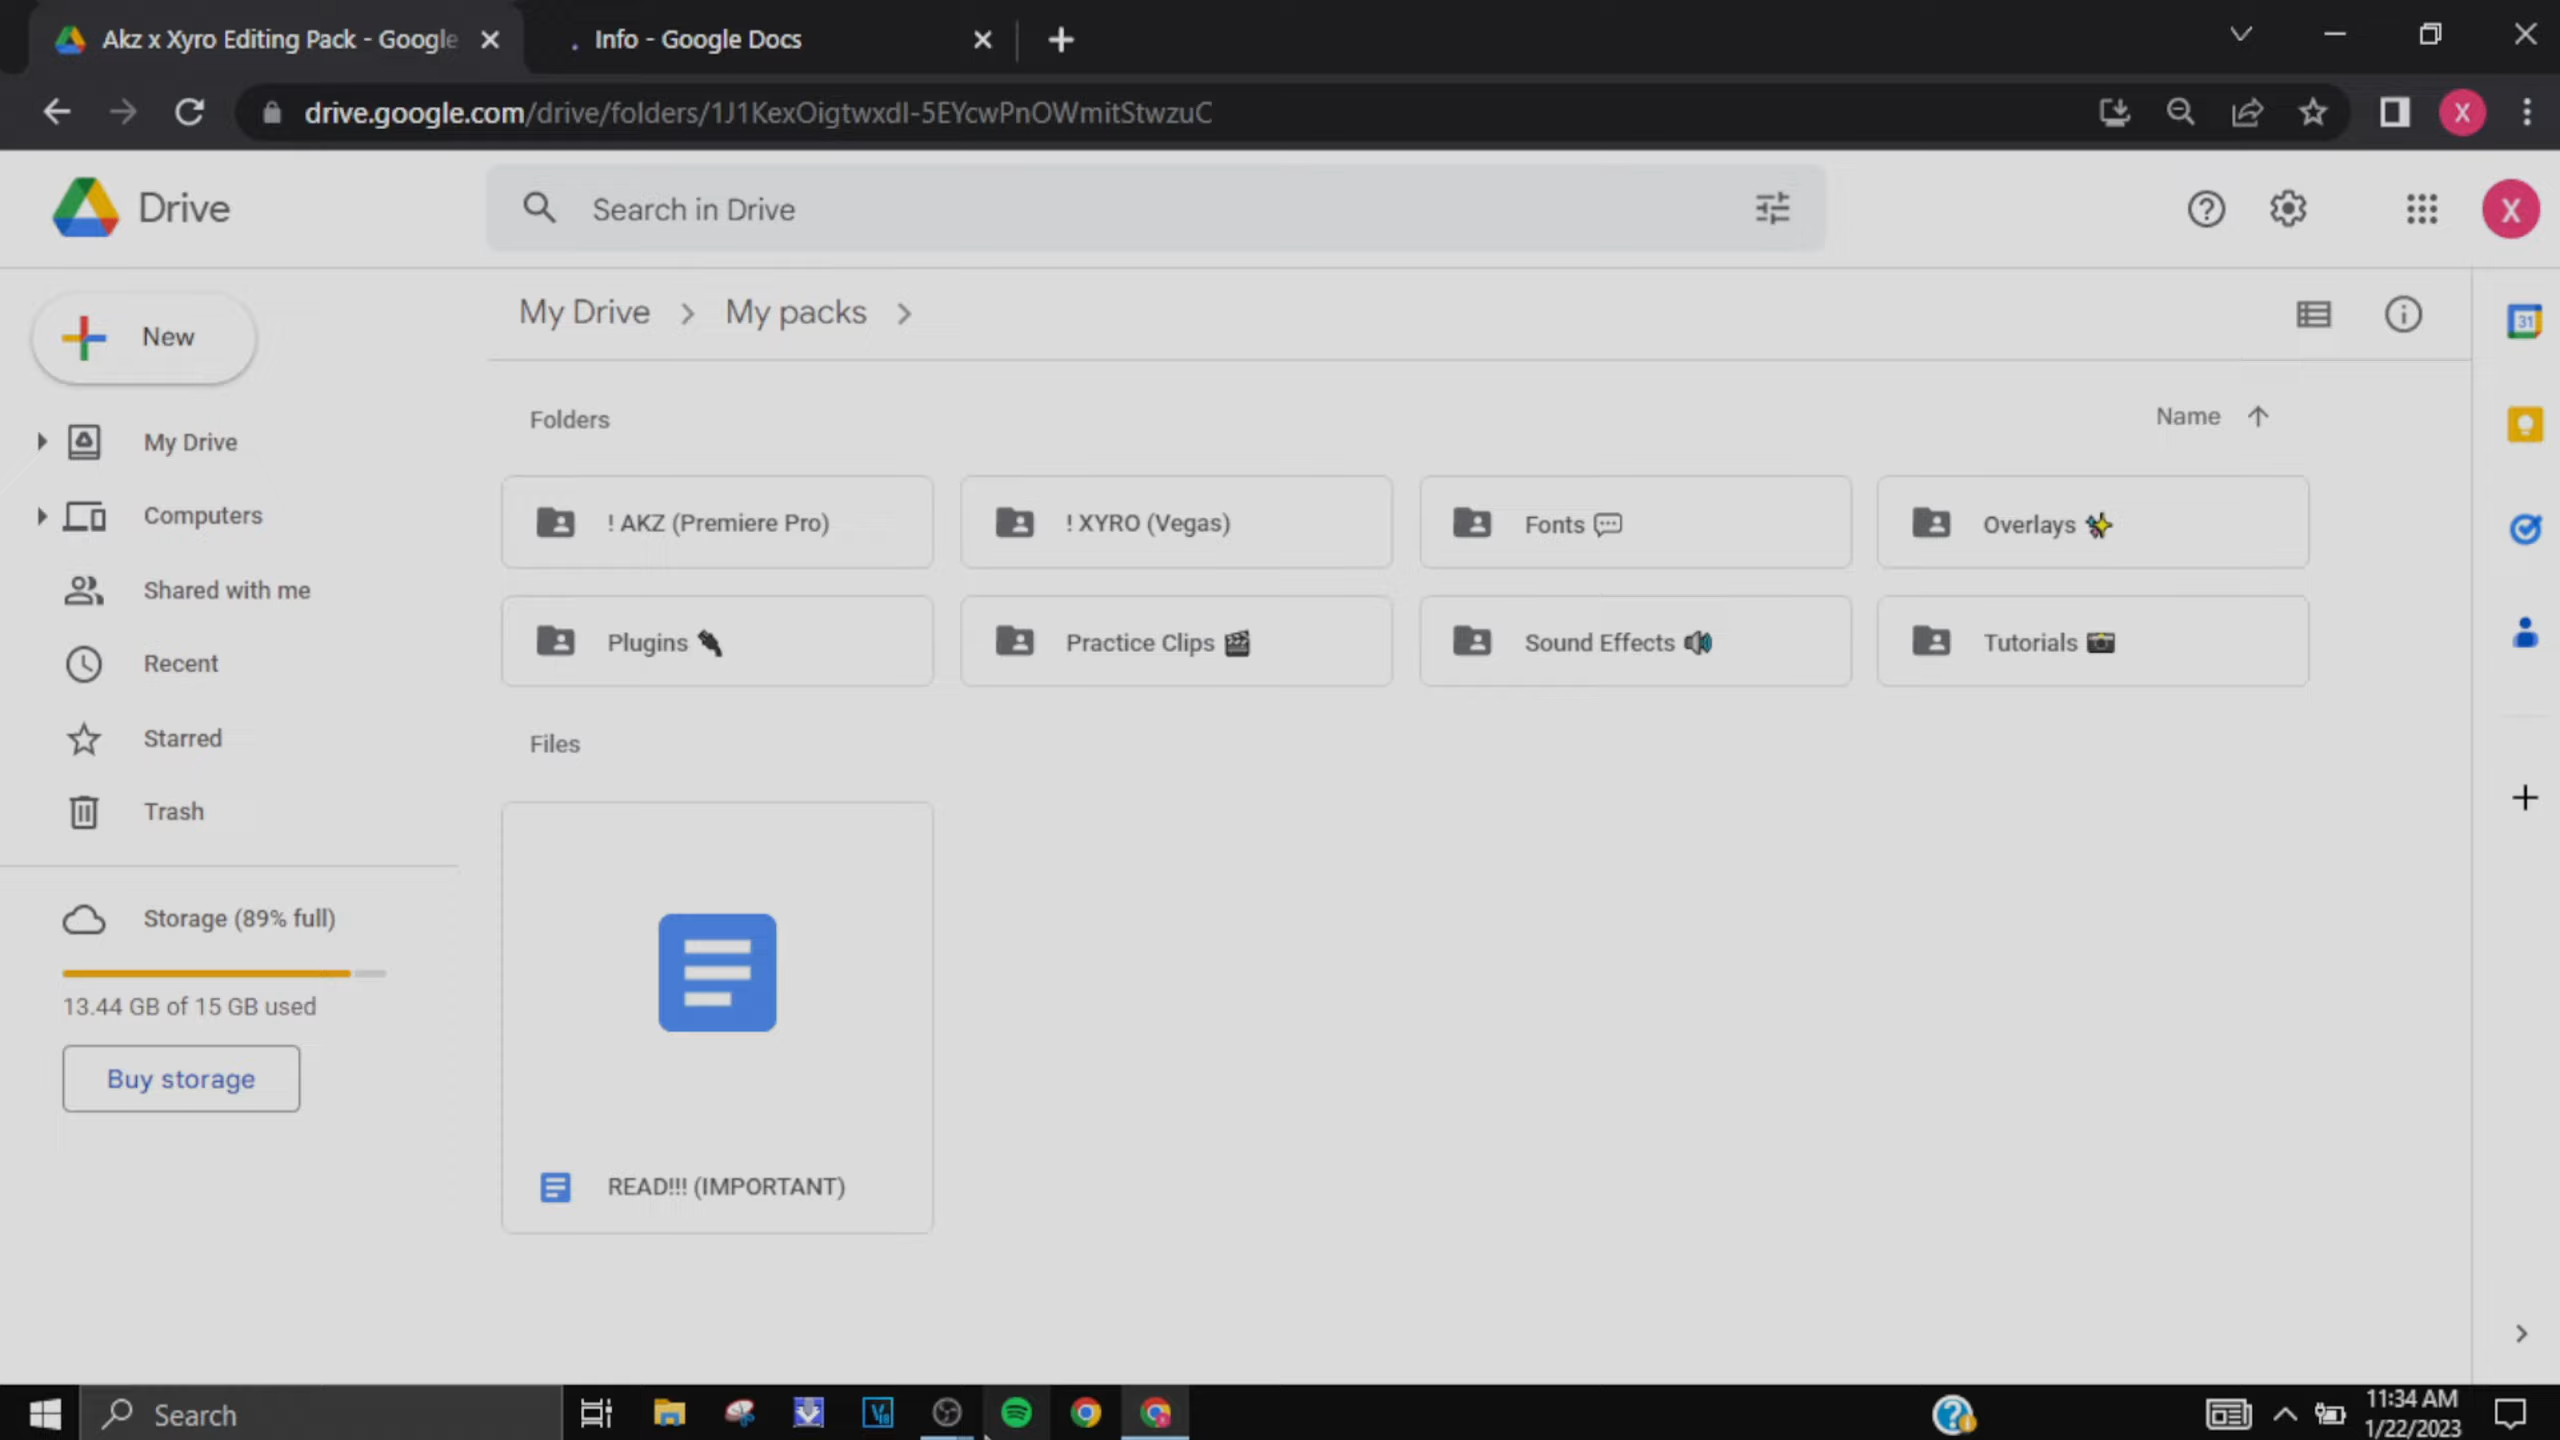 Akz x Xyro Editing Pack - Google
Info - Google Docs
drive.google.com/drive/folders/1J1KexOigtwxdI-5EYcwPnOWmitStwzuC
X
Drive
Search in Drive
X
New
My Drive
Computers
Shared with me
Recent
Starred
Trash
Storage (89% full)
13.44 GB of 15 GB used
Buy storage
My Drive
My packs
Folders
Name
! AKZ (Premiere Pro)
! XYRO (Vegas)
Fonts 💬
Overlays ✨
Plugins 🔌
Practice Clips 🎬
Sound Effects 🔊
Tutorials 📷
Files
READ!!! (IMPORTANT)
31
Search
11:34 AM
1/22/2023